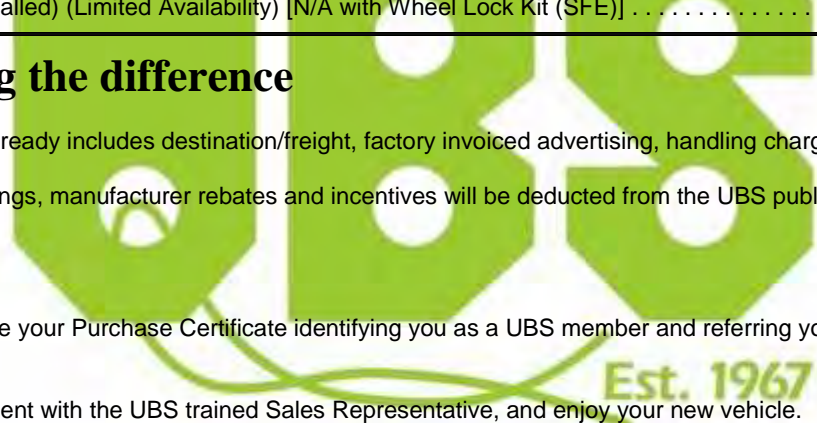 alled) (Limited Availability) [N/A with Wheel Lock Kit (SFE)] . . . . . . . . . . . . . .
g the difference
ready includes destination/freight, factory invoiced advertising, handling charg
ngs, manufacturer rebates and incentives will be deducted from the UBS publ
e your Purchase Certificate identifying you as a UBS member and referring yo
ent with the UBS trained Sales Representative, and enjoy your new vehicle.
UBS
Est. 1967